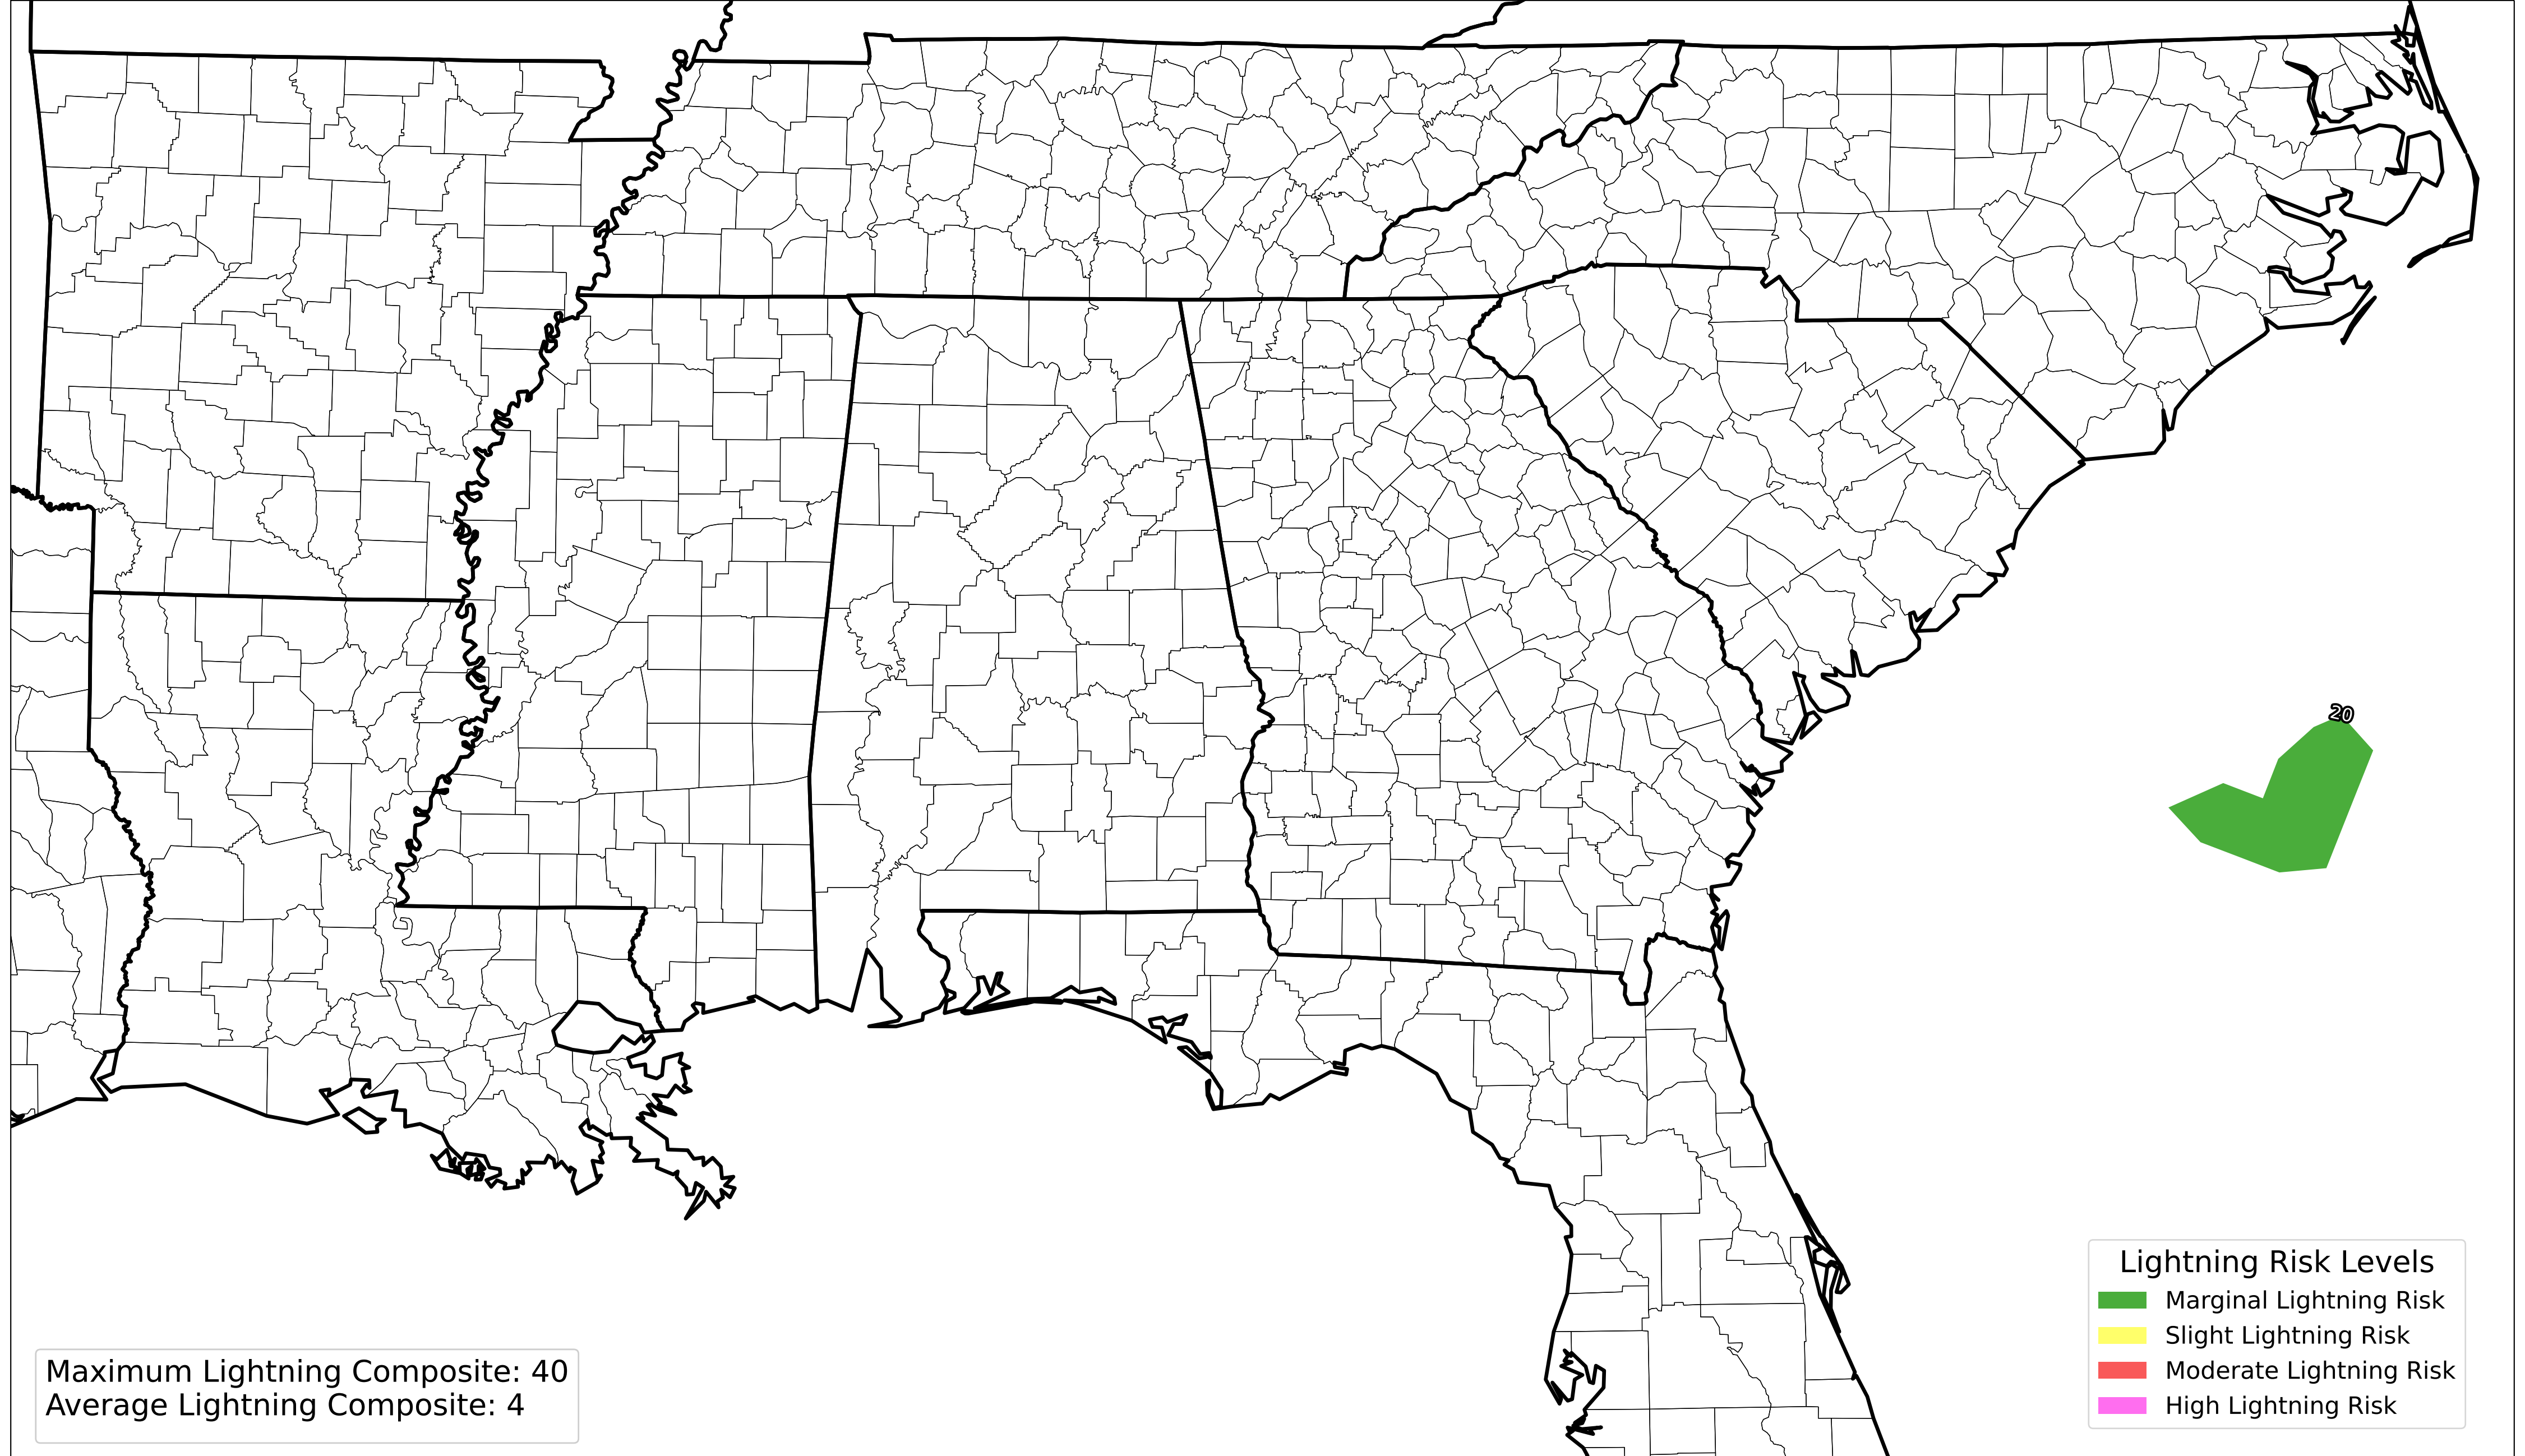 20
Lightning Risk Levels
Marginal Lightning Risk
Slight Lightning Risk
Moderate Lightning Risk
High Lightning Risk
Maximum Lightning Composite: 40
Average Lightning Composite: 4